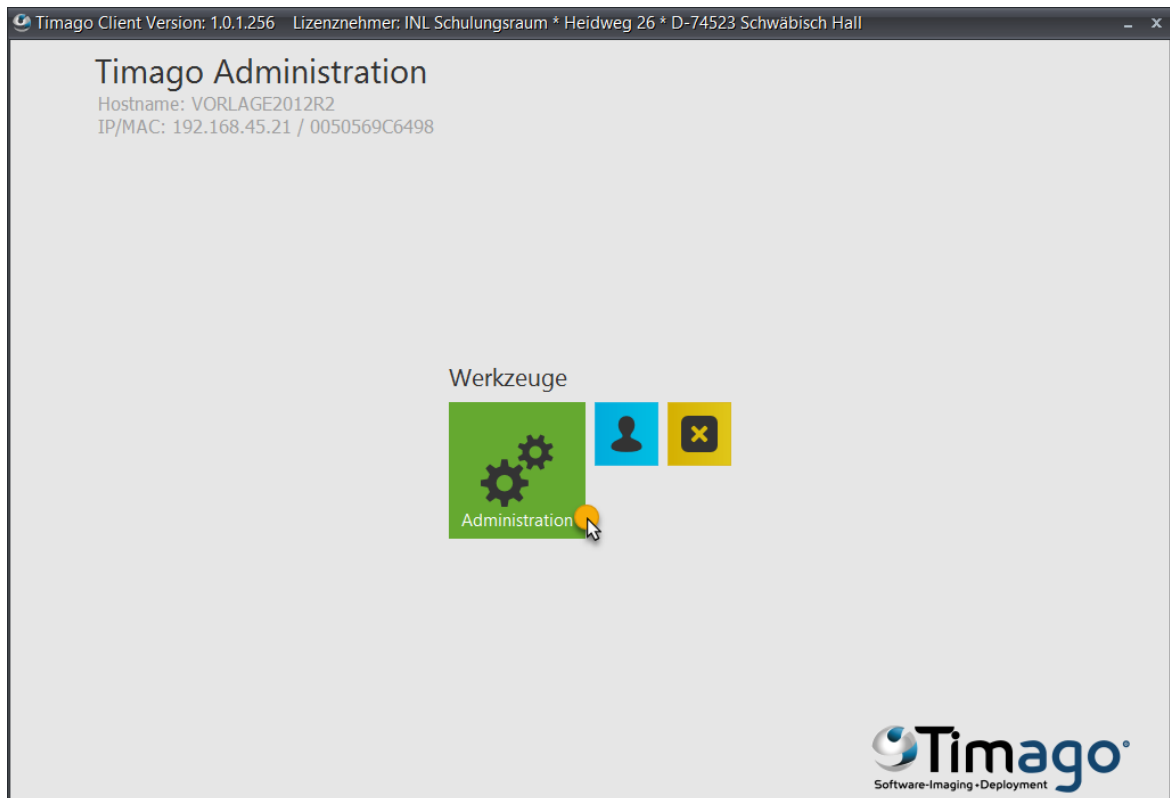 Timago Client Version: 1.0.1.256 Lizenznehmer: INL Schulungsraum * Heidweg 26 * D-74523 Schwäbisch Hall
Timago Administration
Hostname: VORLAGE2012R2
IP/MAC: 192.168.45.21 / 0050569C6498
Werkzeuge
Administration
Timago
Software-Imaging+Deployment